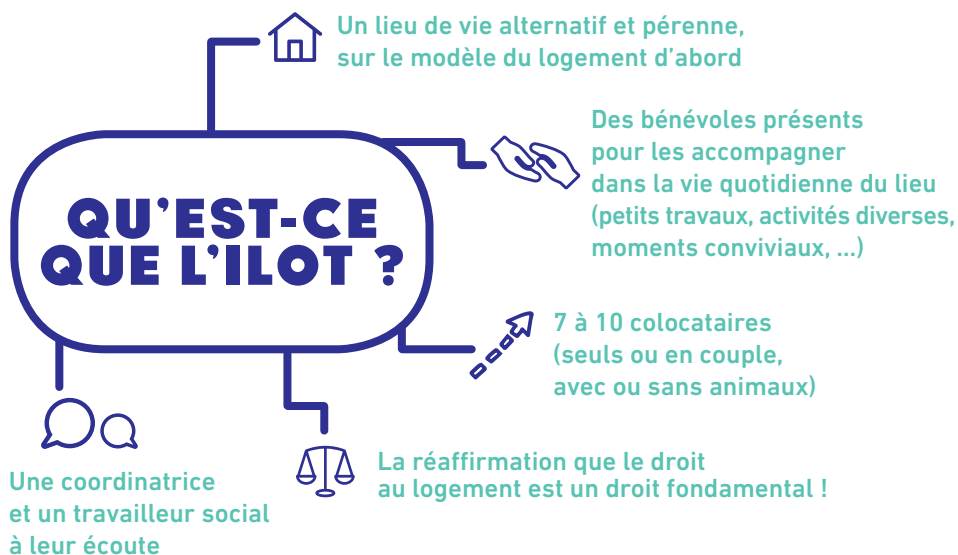 Un lieu de vie alternatif et pérenne,
sur le modèle du logement d'abord
Des bénévoles présents
pour les accompagner
dans la vie quotidienne du lieu
(petits travaux, activités diverses,
moments conviviaux, ...)
QU'EST-CE
QUE L'ILOT ?
7 à 10 colocataires
(seuls ou en couple,
avec ou sans animaux)
La réaffirmation que le droit
au logement est un droit fondamental !
Une coordinatrice
et un travailleur social
à leur écoute